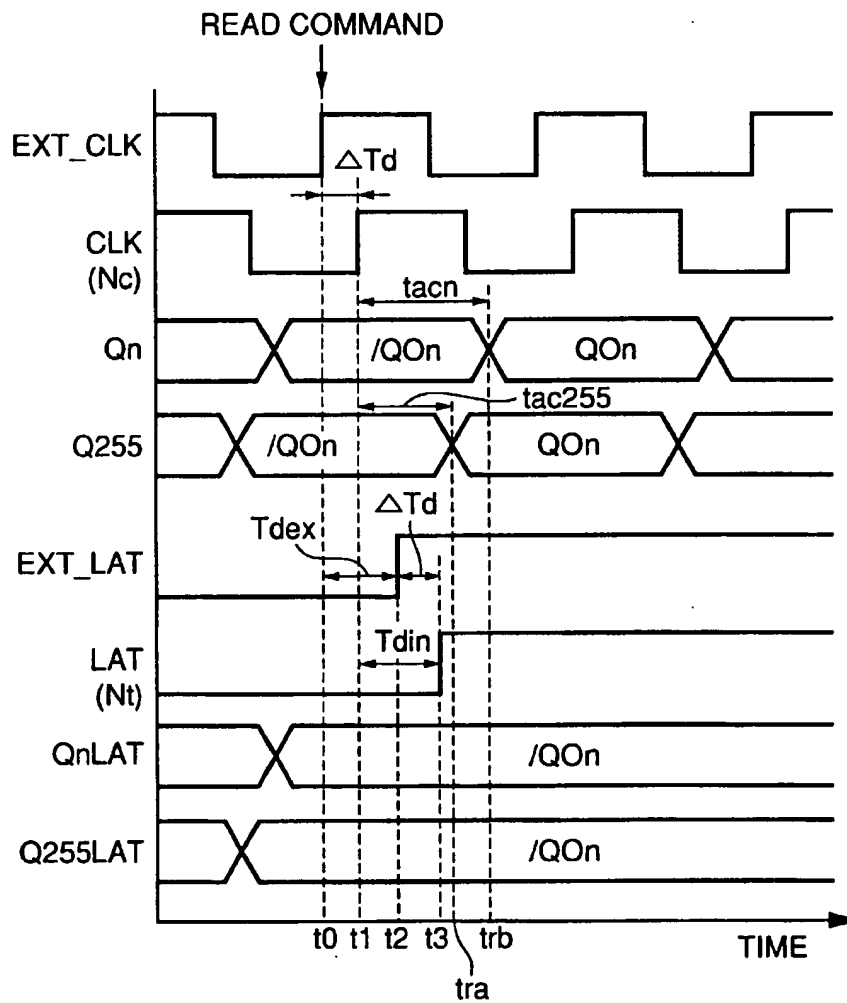 READ COMMAND
EXT_CLK
△Td
CLK
(Nc)
tacn
Qn
/QOn
QOn
tac255
Q255
/QOn
QOn
△Td
Tdex
EXT_LAT
Tdin
LAT
(Nt)
QnLAT
/QOn
Q255LAT
/QOn
t0 t1 t2 t3 trb
TIME
tra